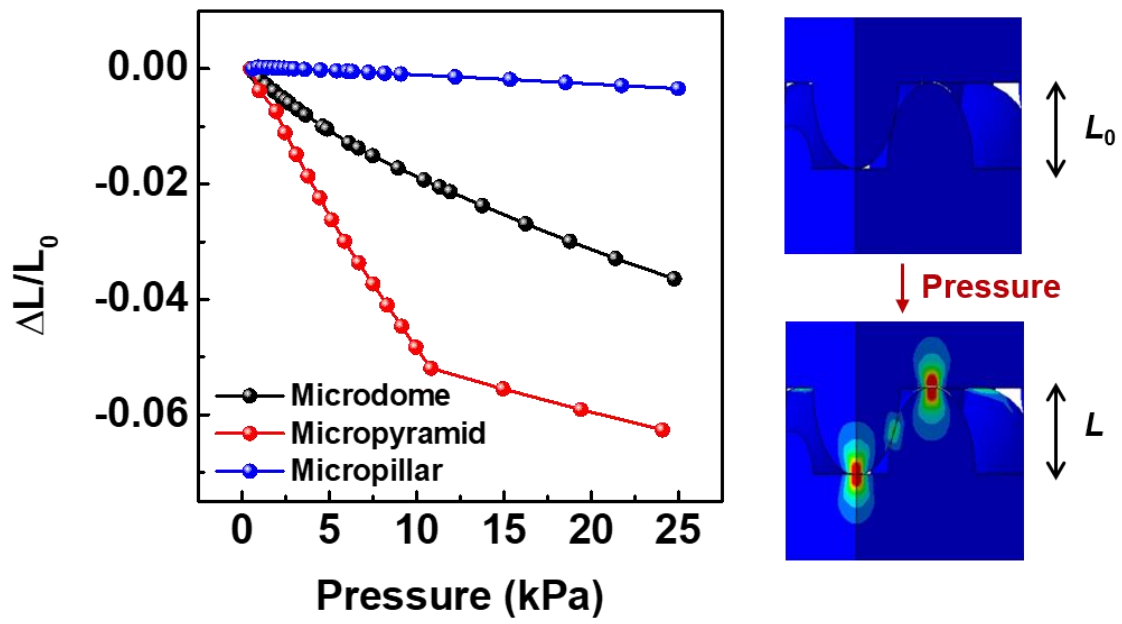 0.00
-0.02
-0.04
-0.06
ΔL/L0
Microdome
Micropyramid
Micropillar
0 5 10 15 20 25
Pressure (kPa)
L0
Pressure
L